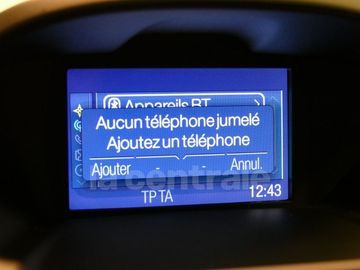 Appareils BT
Aucun téléphone jumelé
Ajoutez un téléphone
Ajouter - - Annul.
la centrale
TP TA 12:43